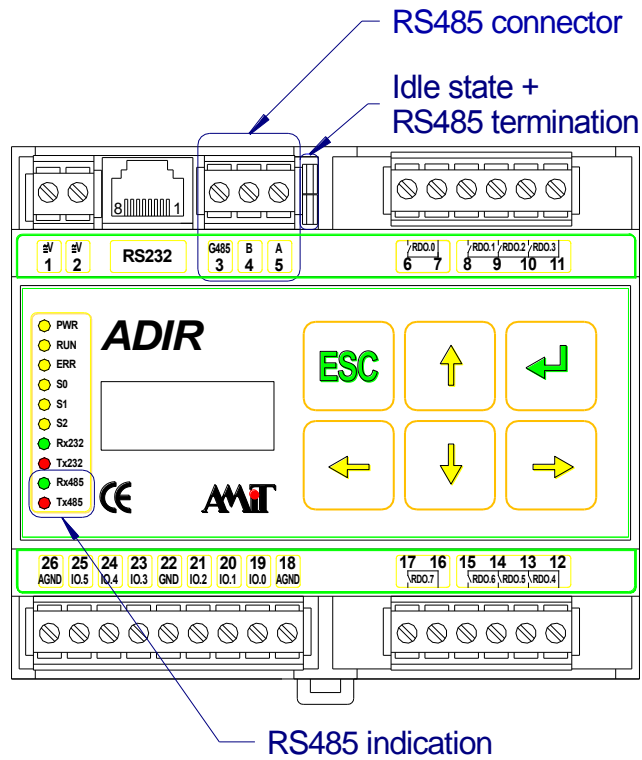 RS485 connector
Idle state +
RS485 termination
8 1
≅V ≅V RS232 G485 B A RDO.0 RDO.1 RDO.2 RDO.3
1 2 3 4 5 6 7 8 9 10 11
PWR
RUN
ERR
S0
S1
S2
Rx232
Tx232
Rx485
Tx485
ADIR
ESC
CE AMiT
26 25 24 23 22 21 20 19 18 17 16 15 14 13 12
AGND IO.5 IO.4 IO.3 GND IO.2 IO.1 IO.0 AGND RDO.7 RDO.6 RDO.5 RDO.4
RS485 indication